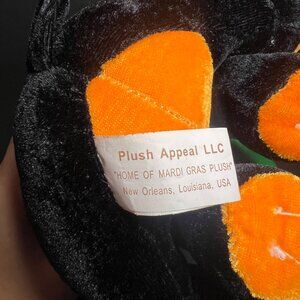 Plush Appeal LLC
"HOME OF MARDI GRAS PLUSH"
New Orleans, Louisiana, USA